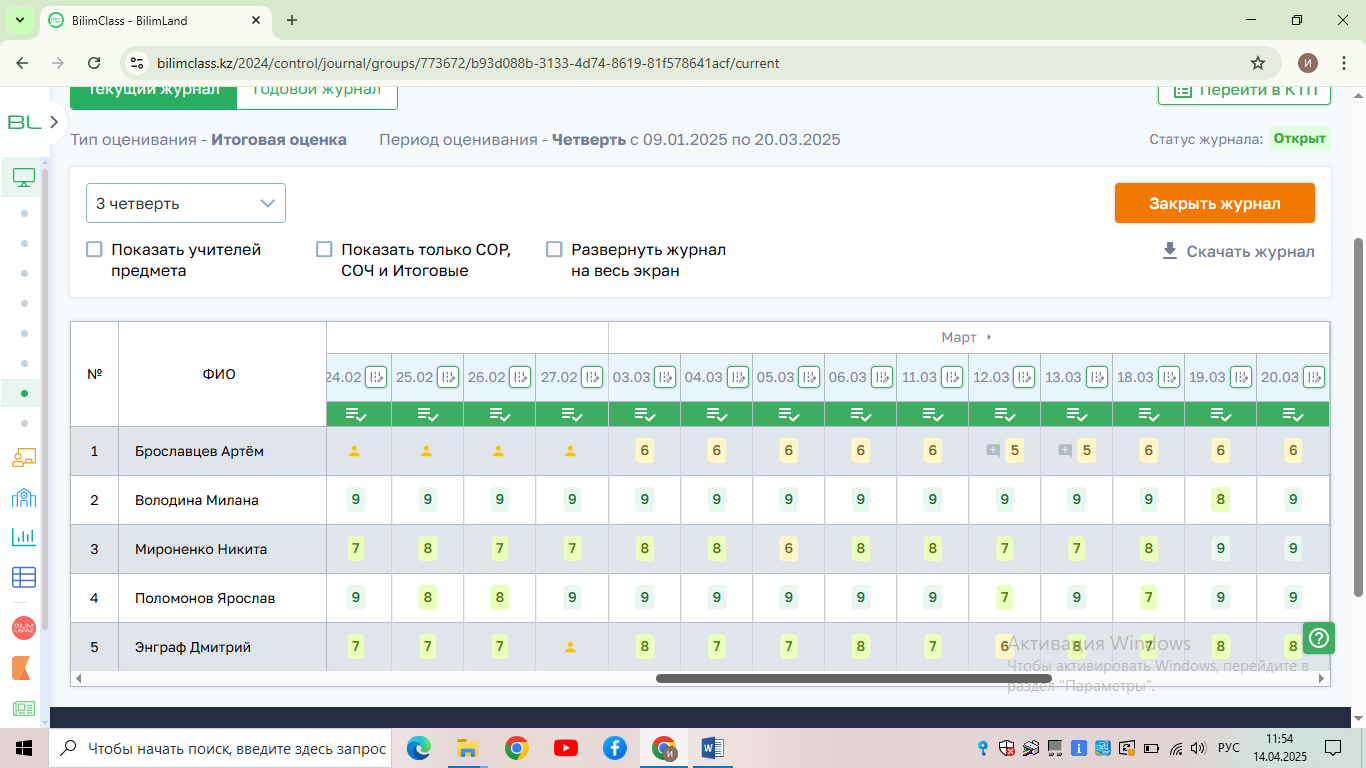 BilimClass - BilimLand
bilimclass.kz/2024/control/journal/groups/773672/b93d088b-3133-4d74-8619-81f578641acf/current
И
Текущий журнал Годовой журнал Перейти в КТП
BL
Тип оценивания - Итоговая оценка Период оценивания - Четверть с 09.01.2025 по 20.03.2025 Статус журнала: Открыт
3 четверть Закрыть журнал
Показать учителей предмета
Показать только СОР, СОЧ и Итоговые
Развернуть журнал на весь экран
Скачать журнал
Март
№ ФИО
24.02 25.02 26.02 27.02 03.03 04.03 05.03 06.03 11.03 12.03 13.03 18.03 19.03 20.03
1 Брославцев Артём 6 6 6 6 6 5 5 6 6 6
2 Володина Милана 9 9 9 9 9 9 9 9 9 9 9 9 8 9
3 Мироненко Никита 7 8 7 7 8 8 6 8 8 7 7 8 9 9
4 Поломонов Ярослав 9 8 8 9 9 9 9 9 9 7 9 7 9 9
5 Энграф Дмитрий 7 7 7 8 7 7 8 7 6 8 7 8 8
Активация Windows
Чтобы активировать Windows, перейдите в
раздел "Параметры".
Чтобы начать поиск, введите здесь запрос
И
РУС
11:54
14.04.2025